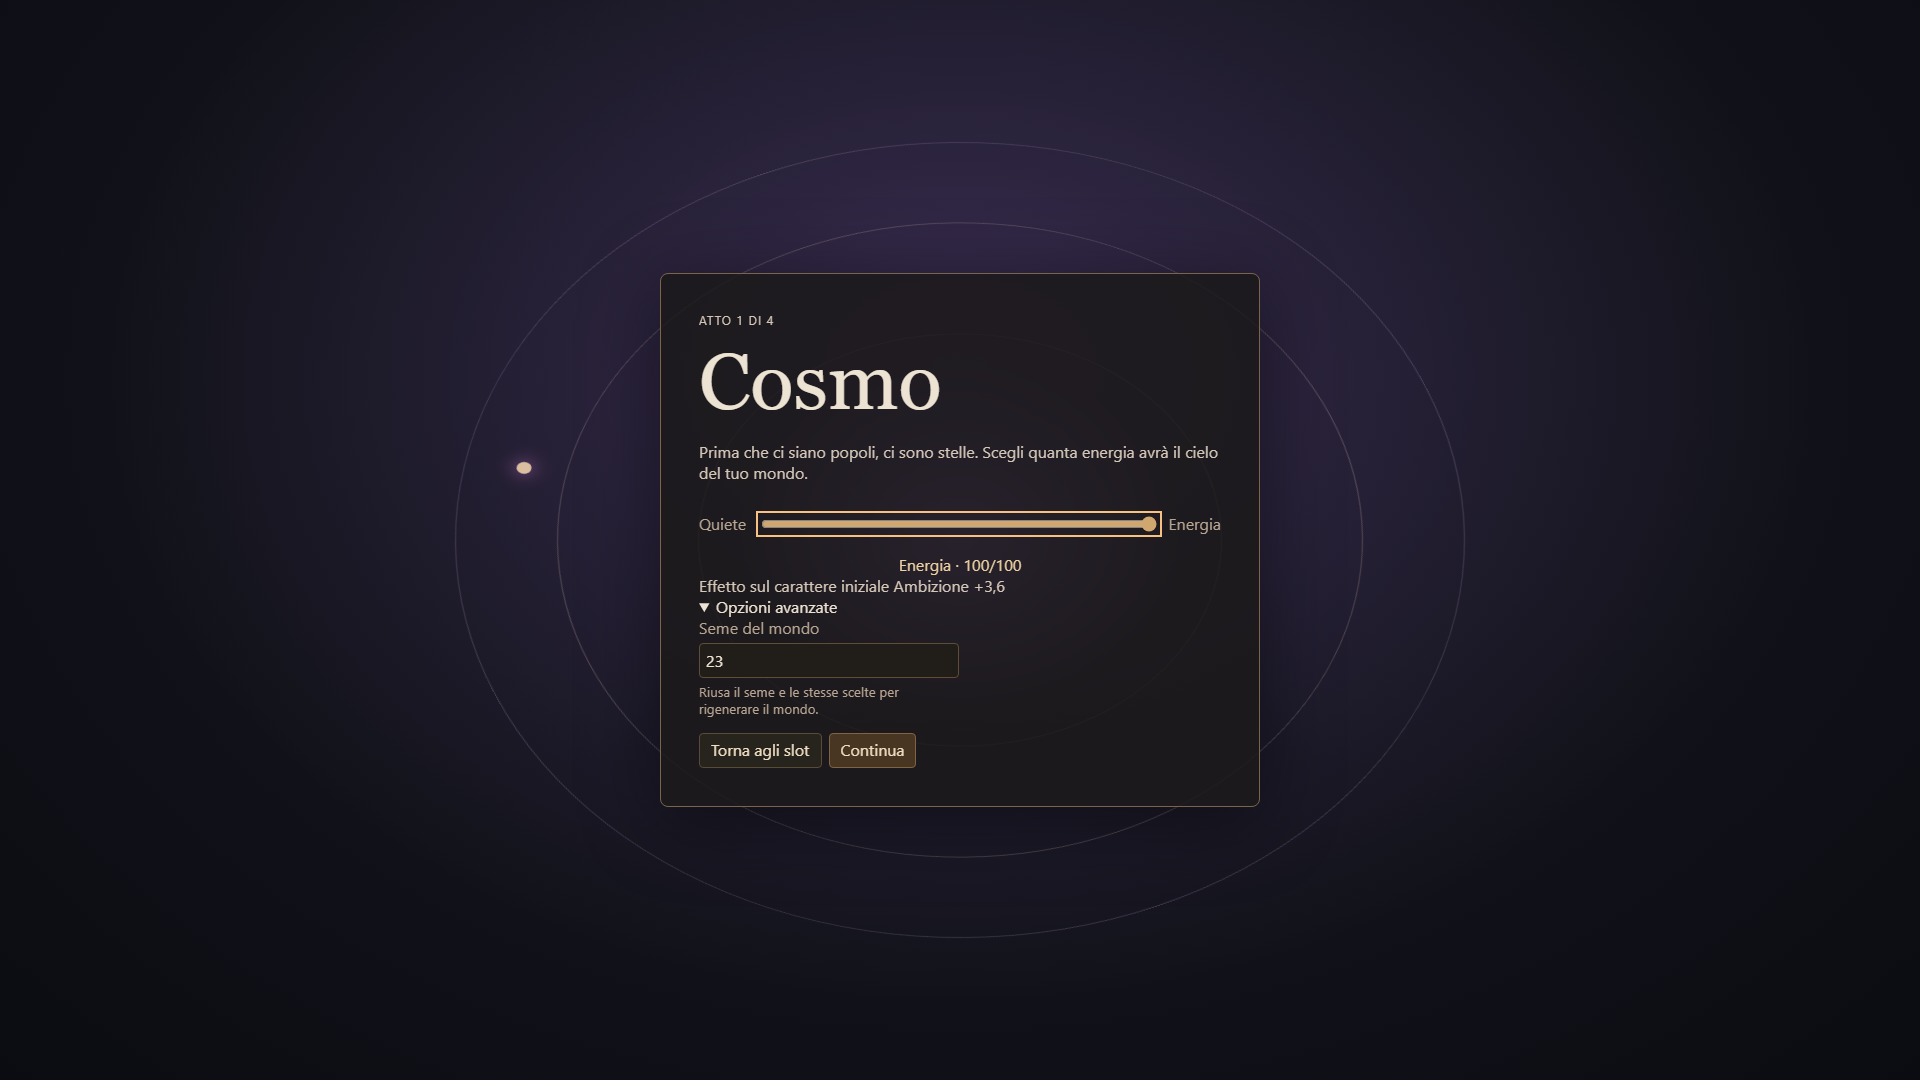 ATTO 1 DI 4
Cosmo
Prima che ci siano popoli, ci sono stelle. Scegli quanta energia avrà il cielo
del tuo mondo.
Quiete Energia
Energia · 100/100
Effetto sul carattere iniziale Ambizione +3,6
▼ Opzioni avanzate
Seme del mondo
23
Riusa il seme e le stesse scelte per
rigenerare il mondo.
Torna agli slot Continua